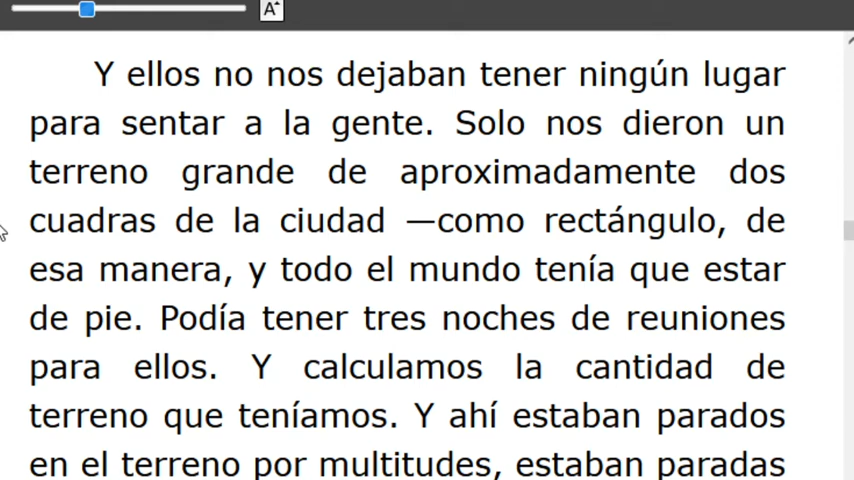 A
Y ellos no nos dejaban tener ningún lugar
para sentar a la gente. Solo nos dieron un
terreno grande de aproximadamente dos
cuadras de la ciudad —como rectángulo, de
esa manera, y todo el mundo tenía que estar
de pie. Podía tener tres noches de reuniones
para ellos. Y calculamos la cantidad de
terreno que teníamos. Y ahí estaban parados
en el terreno por multitudes, estaban paradas